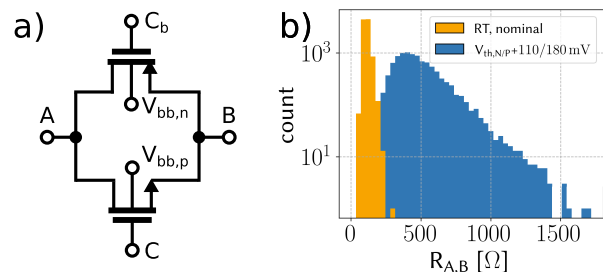 a)
C_b
V_bb,n
A
B
V_bb,p
C
b)
RT, nominal
V_th,N/P+110/180 mV
count
10^3
10^1
0
500
1000
1500
R_A,B [Ω]